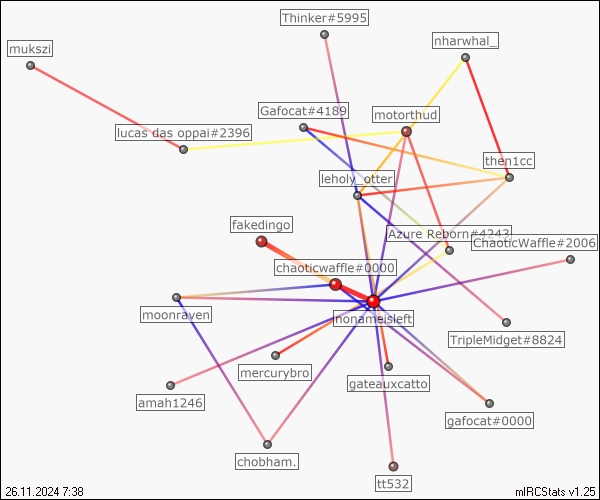 Thinker#5995
nharwhal_
mukszi
Gafocat#4189
motorthud
lucas das oppai#2396
then1cc
leholy_otter
fakedingo
Azure Reborn#4243
ChaoticWaffle#2006
chaoticwaffle#0000
moonraven
nonameisleft
TripleMidget#8824
mercurybro
gateauxcatto
amah1246
gafocat#0000
chobham.
tt532
26.11.2024 7:38
mIRCStats v1.25